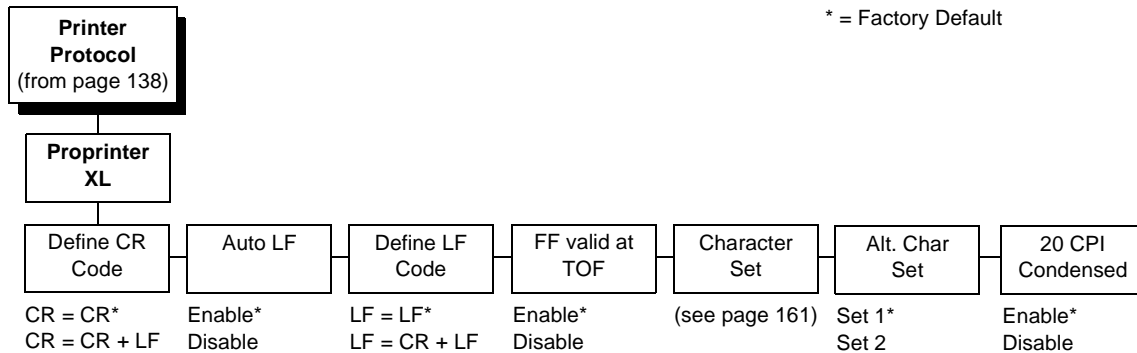 * = Factory Default
Printer
Protocol
(from page 138)
Proprinter
XL
Define CR
Code
Auto LF
Define LF
Code
FF valid at
TOF
Character
Set
Alt. Char
Set
20 CPI
Condensed
CR = CR*
CR = CR + LF
Enable*
Disable
LF = LF*
LF = CR + LF
Enable*
Disable
(see page 161)
Set 1*
Set 2
Enable*
Disable